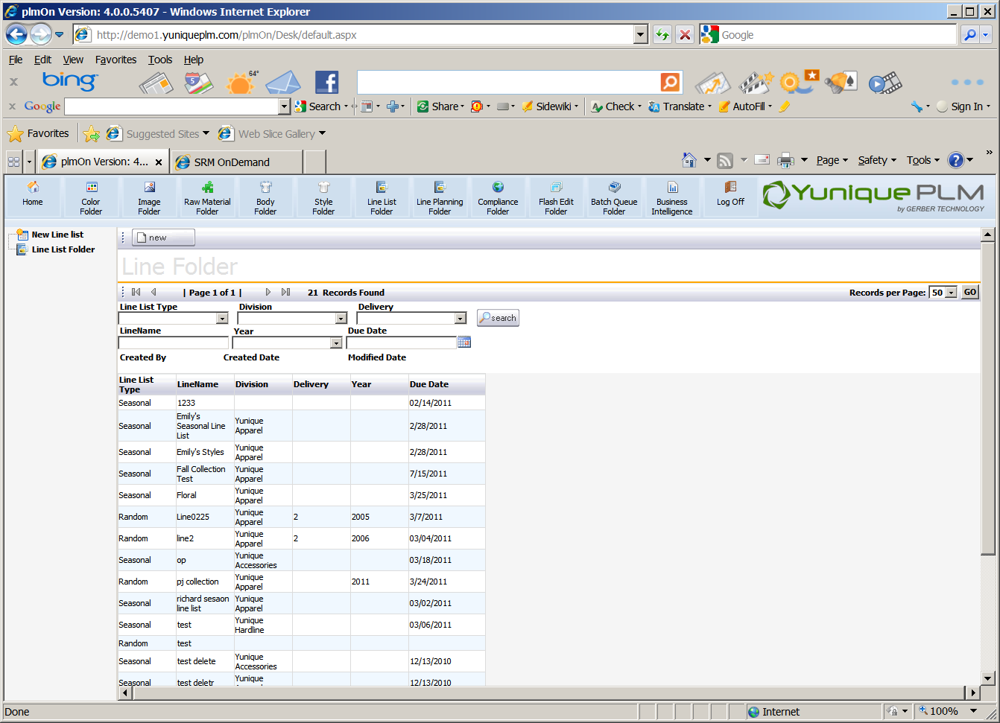 plmOn Version: 4.0.0.5407 - Windows Internet Explorer
http://demo1.yuniqueplm.com/plmOn/Desk/default.aspx
Google
File Edit View Favorites Tools Help
x bing 5 64°
x Google Search Share Sidewiki Check Translate AutoFill Sign In
Favorites Suggested Sites Web Slice Gallery
plmOn Version: 4... x SRM OnDemand Page Safety Tools ? »
Home
Color Folder
Image Folder
Raw Material Folder
Body Folder
Style Folder
Line List Folder
Line Planning Folder
Compliance Folder
Flash Edit Folder
Batch Queue Folder
Business Intelligence
Log Off
Yunique PLM
by GERBER TECHNOLOGY
New Line list
Line List Folder
new
Line Folder
| Page 1 of 1 | 21 Records Found Records per Page: 50 GO
Line List Type Division Delivery
search
LineName Year Due Date
Created By Created Date Modified Date
Line List Type LineName Division Delivery Year Due Date
Seasonal 1233 02/14/2011
Seasonal Emily's Seasonal Line List Yunique Apparel 2/28/2011
Seasonal Emily's Styles Yunique Apparel 2/28/2011
Seasonal Fall Collection Test Yunique Apparel 7/15/2011
Seasonal Floral Yunique Apparel 3/25/2011
Random Line0225 Yunique Apparel 2 2005 3/7/2011
Random line2 Yunique Apparel 2 2006 03/04/2011
Seasonal op Yunique Accessories 03/18/2011
Random pj collection Yunique Apparel 2011 3/24/2011
Seasonal richard sesaon line list Yunique Apparel 03/02/2011
Seasonal test Yunique Hardline 03/06/2011
Random test
Seasonal test delete Yunique Accessories 12/13/2010
Seasonal test deletr Yunique 12/13/2010
Done Internet 100%